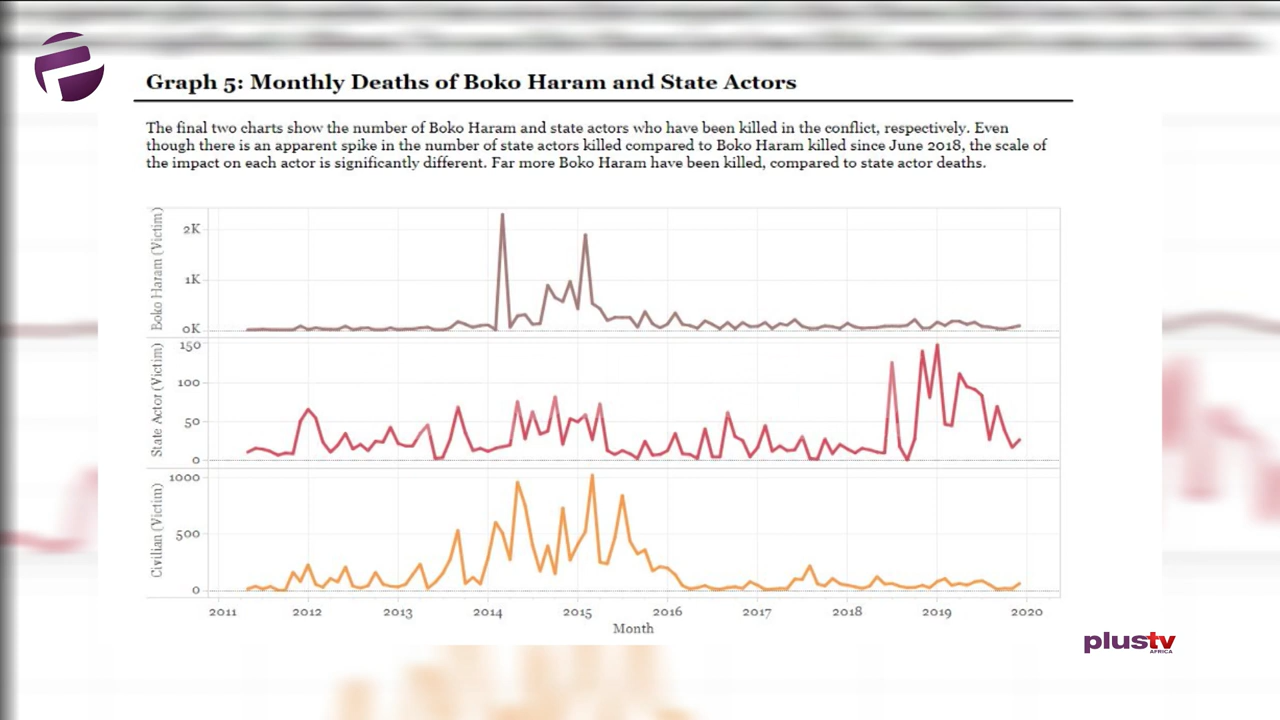 Graph 5: Monthly Deaths of Boko Haram and State Actors
The final two charts show the number of Boko Haram and state actors who have been killed in the conflict, respectively. Even
though there is an apparent spike in the number of state actors killed compared to Boko Haram killed since June 2018, the scale of
the impact on each actor is significantly different. Far more Boko Haram have been killed, compared to state actor deaths.
Boko Haram (Victim)
2K
1K
0K
State Actor (Victim)
150
100
50
0
Civilian (Victim)
1000
500
0
2011 2012 2013 2014 2015 2016 2017 2018 2019 2020
Month
plustv
AFRICA